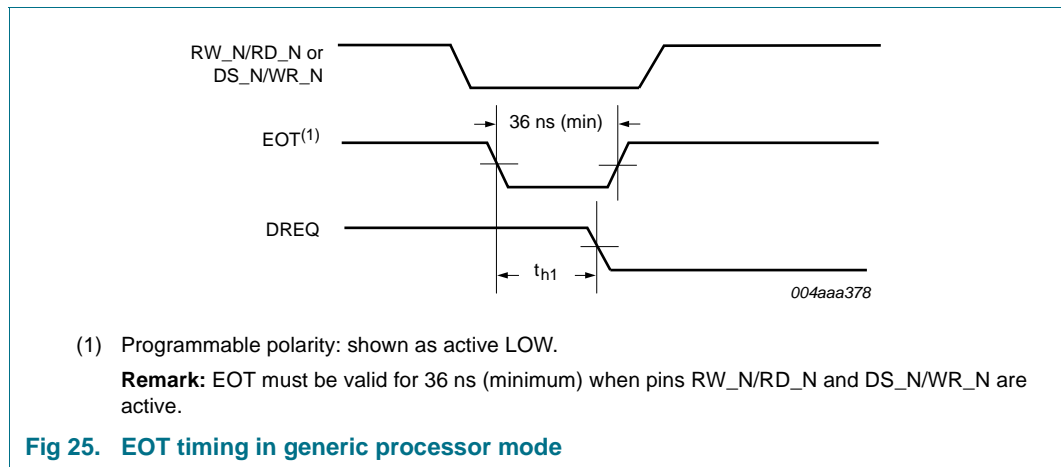 RW_N/RD_N or
DS_N/WR_N
36 ns (min)
EOT(1)
DREQ
th1
004aaa378
(1) Programmable polarity: shown as active LOW.
Remark: EOT must be valid for 36 ns (minimum) when pins RW_N/RD_N and DS_N/WR_N are
active.
Fig 25. EOT timing in generic processor mode